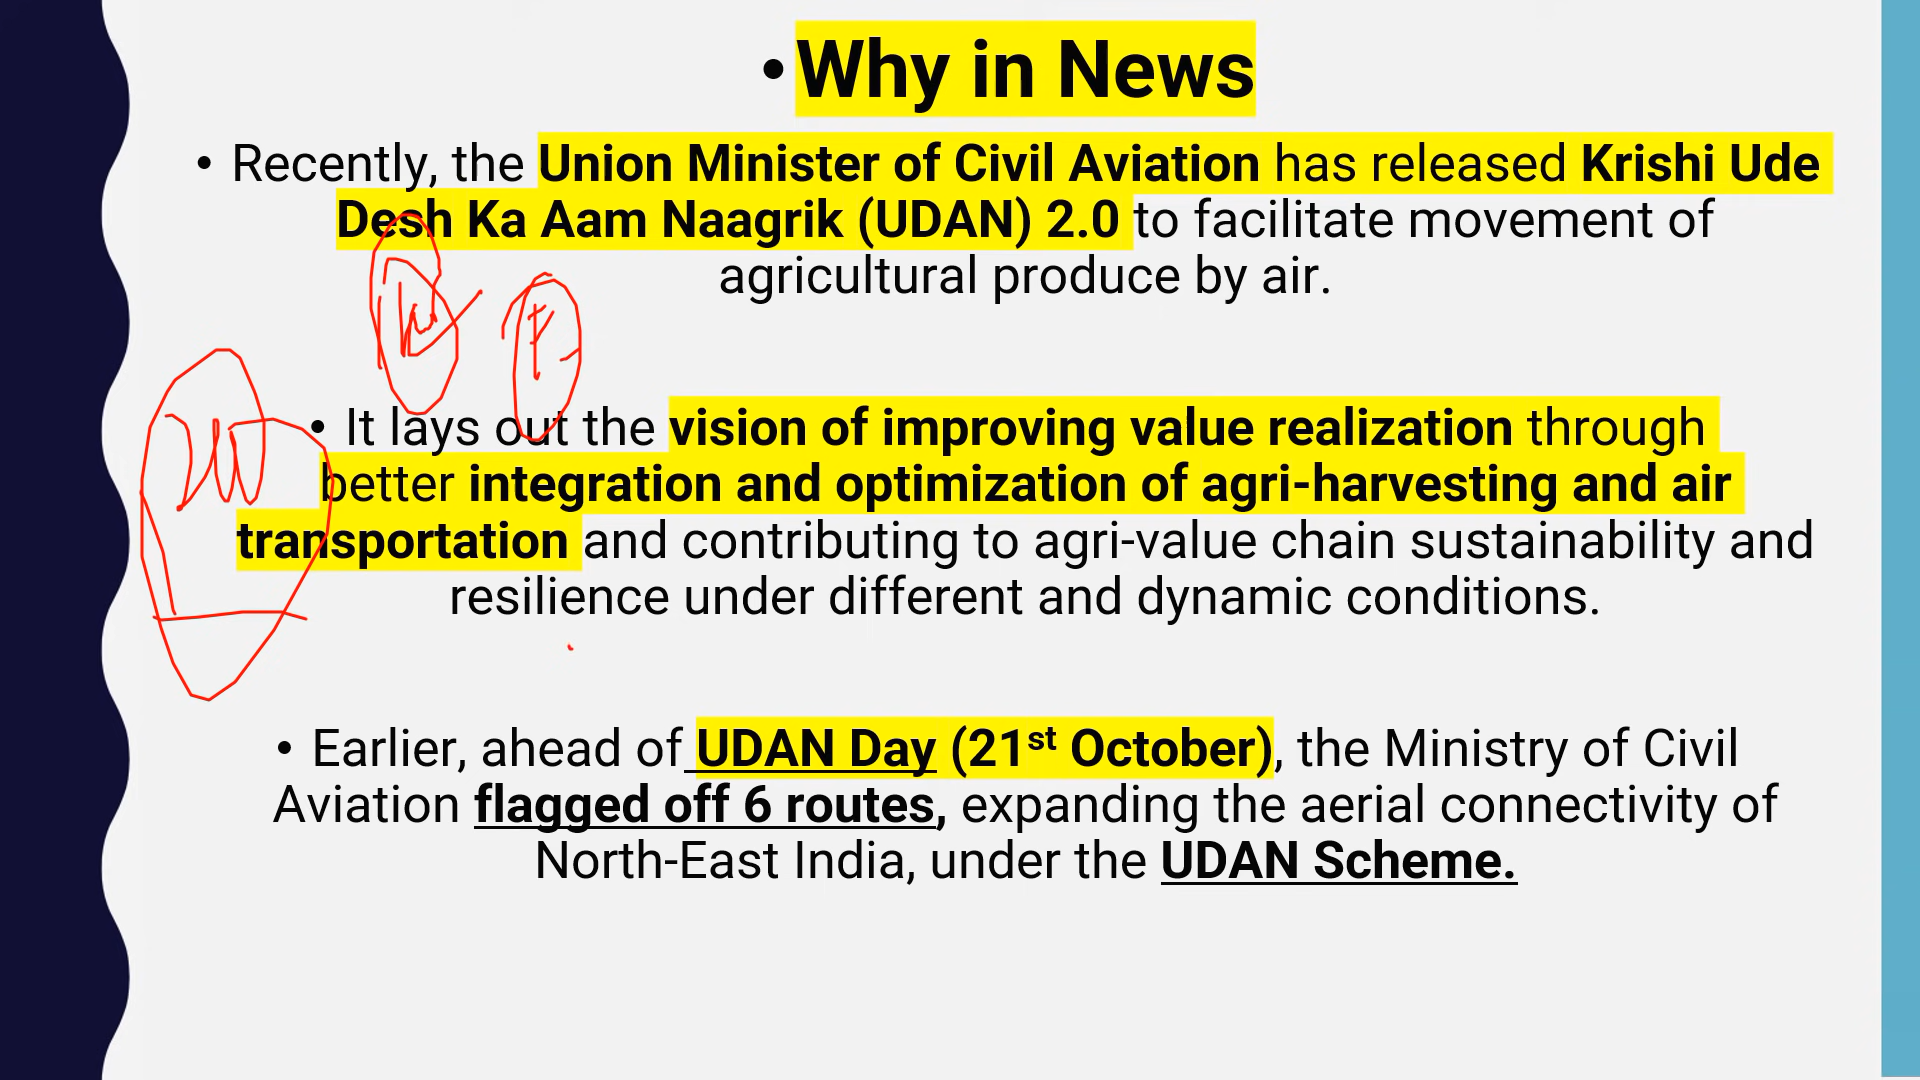 • Why in News
• Recently, the Union Minister of Civil Aviation has released Krishi Ude
Desh Ka Aam Naagrik (UDAN) 2.0 to facilitate movement of
agricultural produce by air.
• It lays out the vision of improving value realization through
better integration and optimization of agri-harvesting and air
transportation and contributing to agri-value chain sustainability and
resilience under different and dynamic conditions.
• Earlier, ahead of UDAN Day (21st October), the Ministry of Civil
Aviation flagged off 6 routes, expanding the aerial connectivity of
North-East India, under the UDAN Scheme.